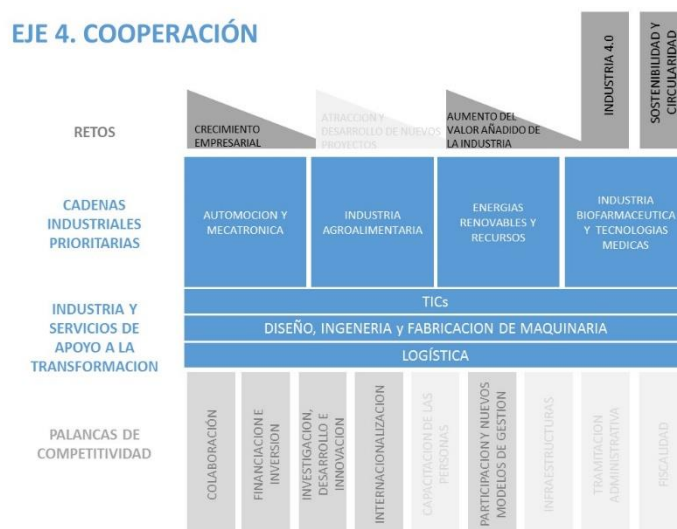 EJE 4. COOPERACIÓN
INDUSTRIA 4.0
SOSTENIBILIDAD Y
CIRCULARIDAD
RETOS
CRECIMIENTO
EMPRESARIAL
ATRACCION Y
DESARROLLO DE NUEVOS
PROYECTOS
AUMENTO DEL
VALOR AÑADIDO DE
LA INDUSTRIA
CADENAS
INDUSTRIALES
PRIORITARIAS
AUTOMOCION Y
MECATRONICA
INDUSTRIA
AGROALIMENTARIA
ENERGIAS
RENOVABLES Y
RECURSOS
INDUSTRIA
BIOFARMACEUTICA
Y TECNOLOGIAS
MEDICAS
INDUSTRIA Y
SERVICIOS DE
APOYO A LA
TRANSFORMACION
TICs
DISEÑO, INGENERIA y FABRICACION DE MAQUINARIA
LOGÍSTICA
PALANCAS DE
COMPETITIVIDAD
COLABORACIÓN
FINANCIACION E
INVERSION
INVESTIGACION,
DESARROLLO E
INNOVACION
INTERNACIONALIZACION
CAPACITACION DE LAS
PERSONAS
PARTICIPACION Y NUEVOS
MODELOS DE GESTION
INFRAESTRUCTURAS
TRAMITACION
ADMINISTRATIVA
FISCALIDAD